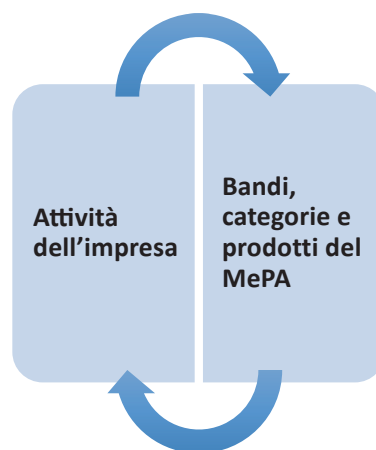 Attività
dell’impresa
Bandi,
categorie e
prodotti del
MePA